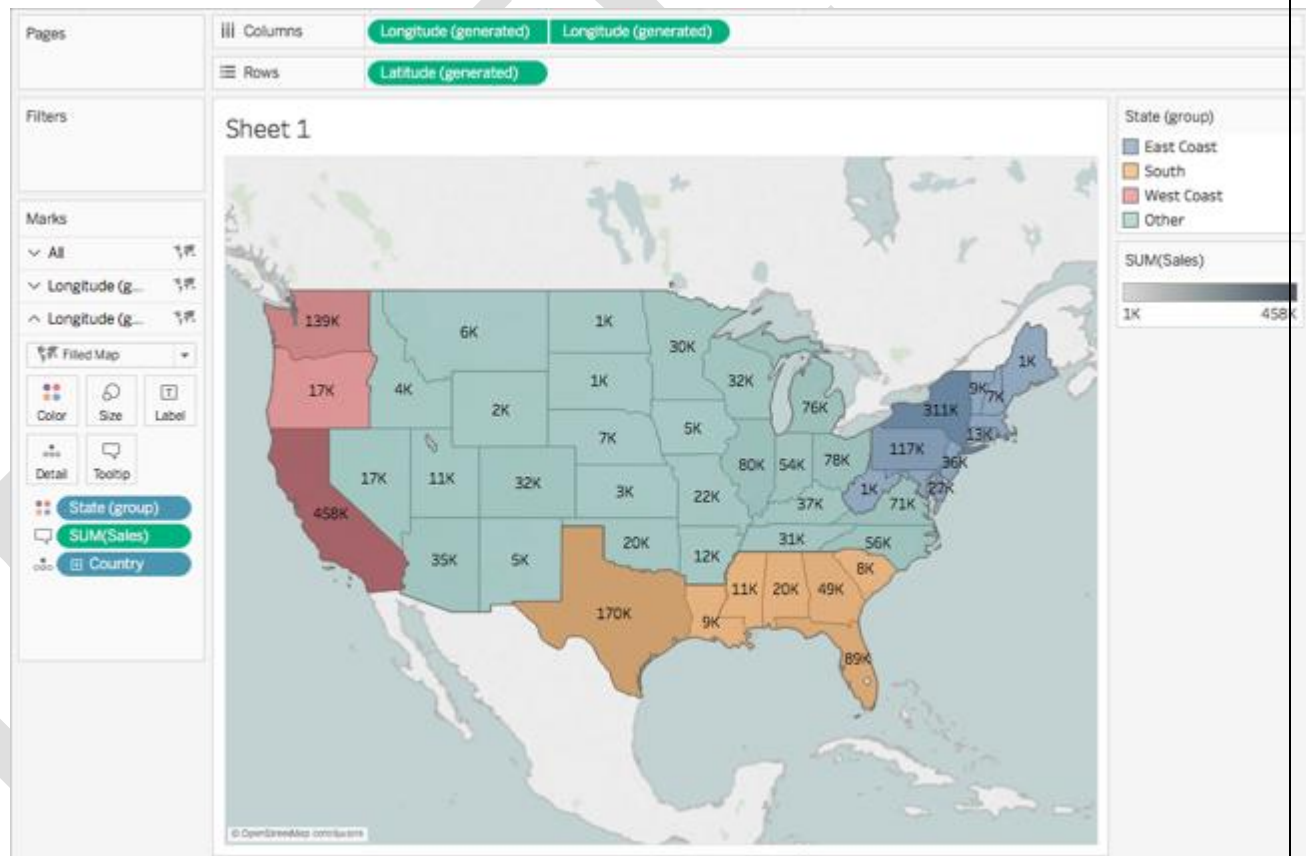 Pages
Columns Longitude (generated) Longitude (generated)
Rows Latitude (generated)
Filters
Sheet 1
State (group)
East Coast
South
West Coast
Other
SUM(Sales)
1K 458K
Marks
All
Longitude (g...
Longitude (g...
Filled Map
Color Size Label
Detail Tooltip
State (group)
SUM(Sales)
Country
139K 6K 1K 30K 1K
17K 4K 2K 1K 32K 76K 311K 9K 7K
7K 5K 117K 13K
458K 17K 11K 32K 3K 22K 80K 54K 78K 37K 1K 71K 36K 27K
35K 5K 20K 12K 31K 56K
170K 9K 11K 20K 49K 8K
89K
© OpenStreetMap contributors